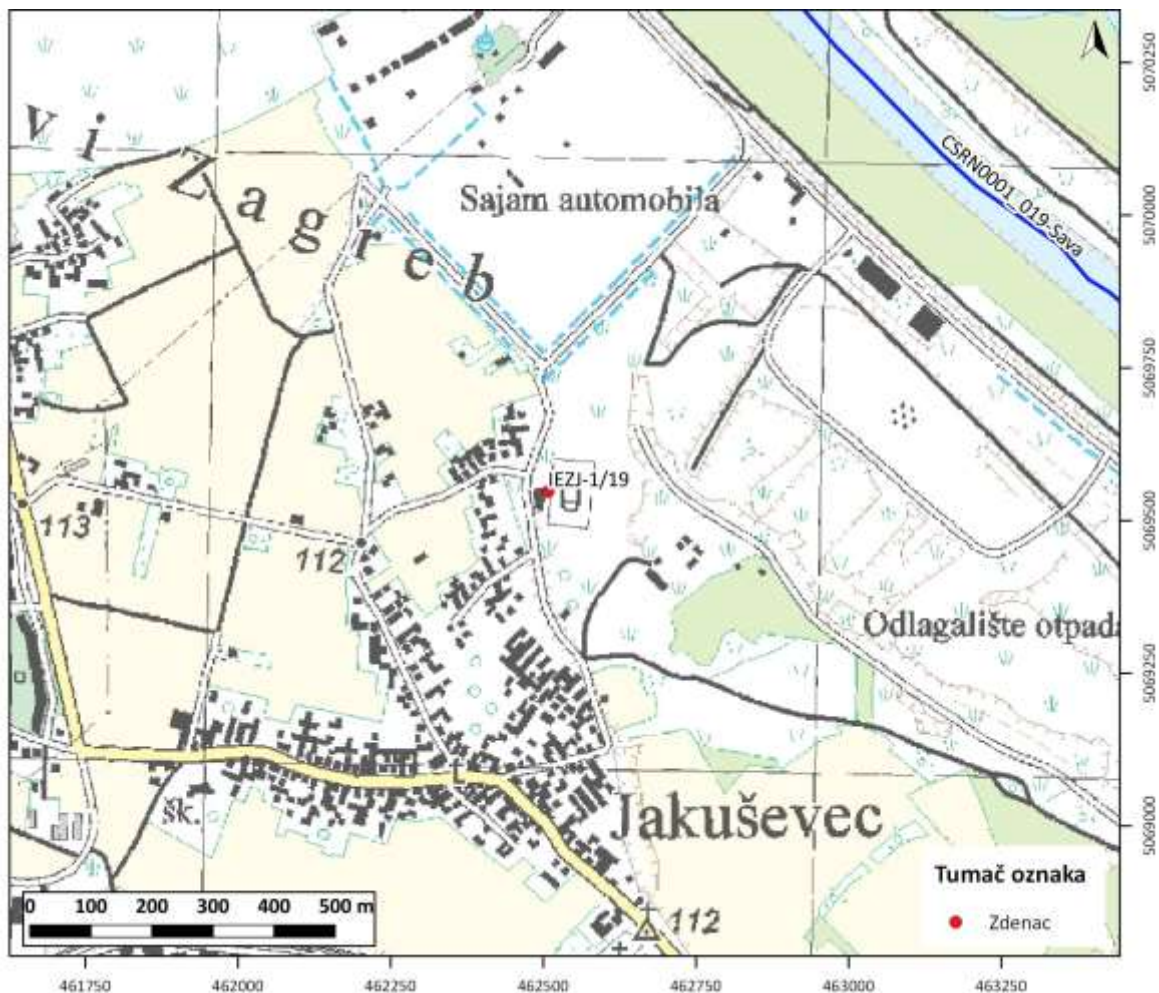 5070250
5070000
5069750
5069500
5069250
5069000
CSRN0001_019-Sava
v i
Zagreb
Sajam automobila
IEZJ-1/19
113
112
Odlagalište otpada
Jakuševec
šk.
112
0 100 200 300 400 500 m
Tumač oznaka
Zdenac
461750 462000 462250 462500 462750 463000 463250